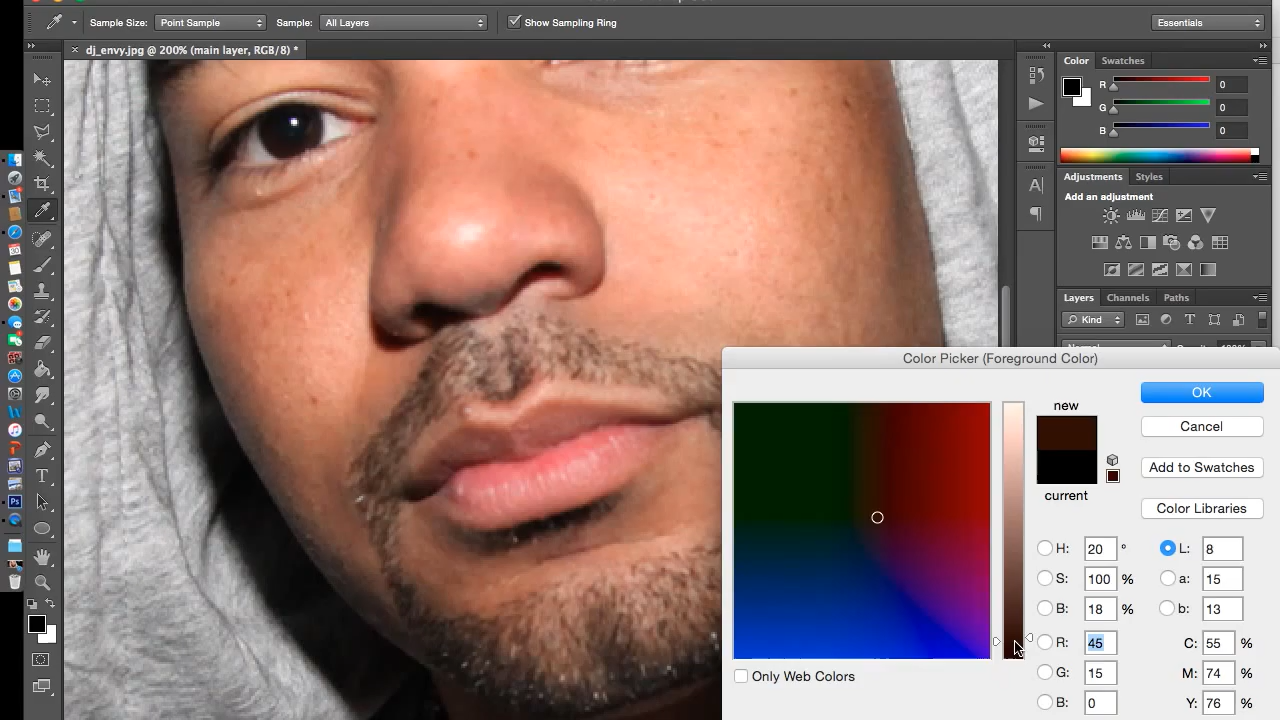 Sample Size: Point Sample Sample: All Layers Show Sampling Ring Essentials
× dj_envy.jpg @ 200% (main layer, RGB/8) *
Color Swatches
R 0
G 0
B 0
Adjustments Styles
Add an adjustment
Layers Channels Paths
Kind
Color Picker (Foreground Color)
new
current
OK
Cancel
Add to Swatches
Color Libraries
H: 20 °
S: 100 %
B: 18 %
R: 45
G: 15
B: 0
L: 8
a: 15
b: 13
C: 55 %
M: 74 %
Y: 76 %
Only Web Colors